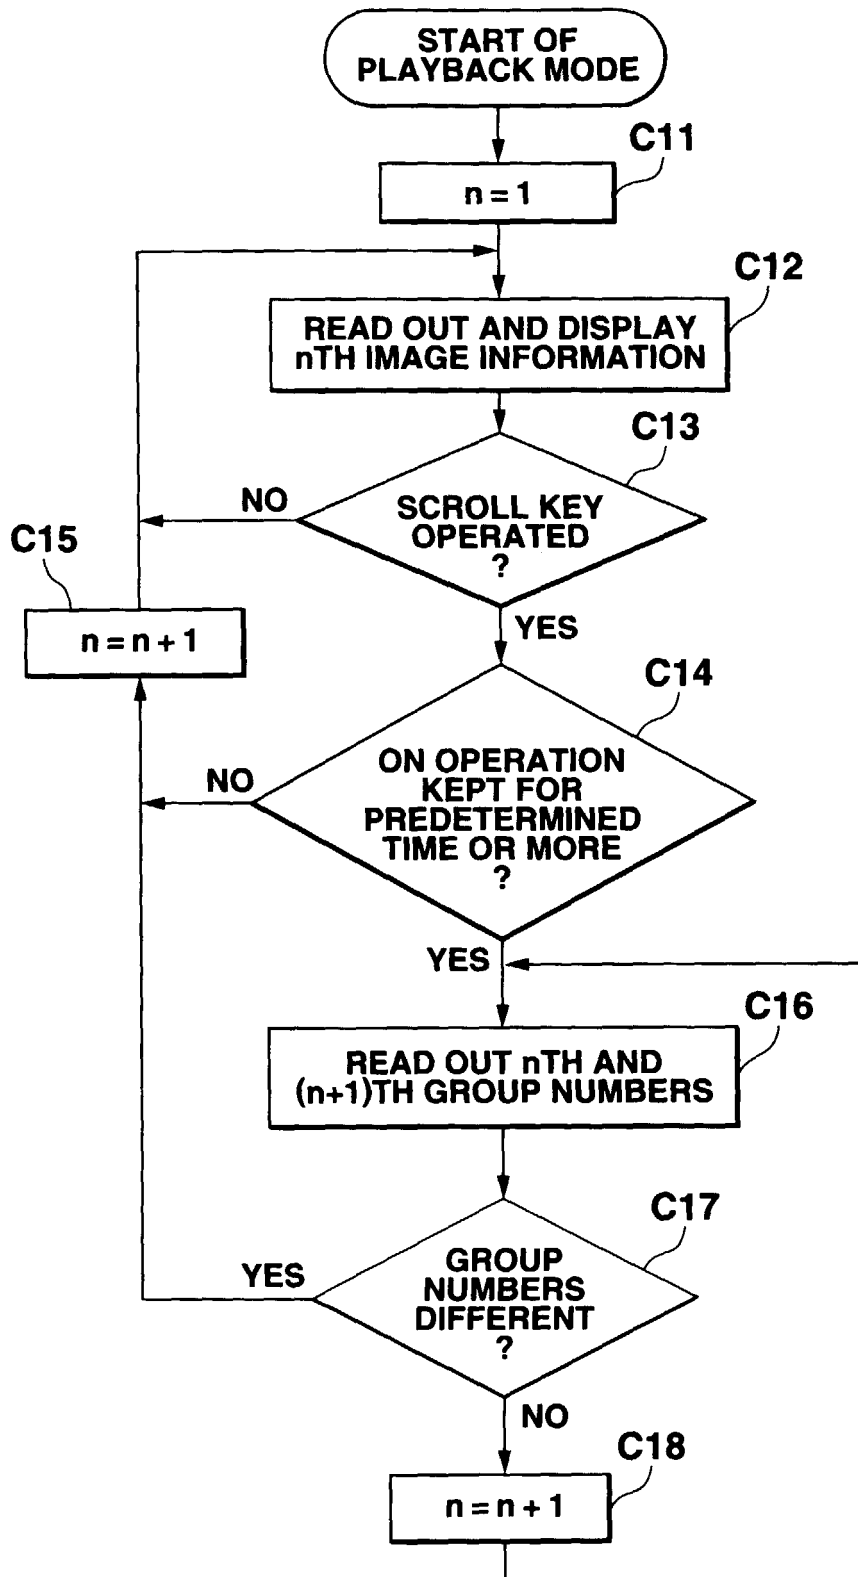 START OF
PLAYBACK MODE
C11
n = 1
C12
READ OUT AND DISPLAY
nTH IMAGE INFORMATION
C13
NO
SCROLL KEY
OPERATED
?
C15
n = n + 1
YES
C14
NO
ON OPERATION
KEPT FOR
PREDETERMINED
TIME OR MORE
?
YES
C16
READ OUT nTH AND
(n+1)TH GROUP NUMBERS
C17
YES
GROUP
NUMBERS
DIFFERENT
?
NO
C18
n = n + 1